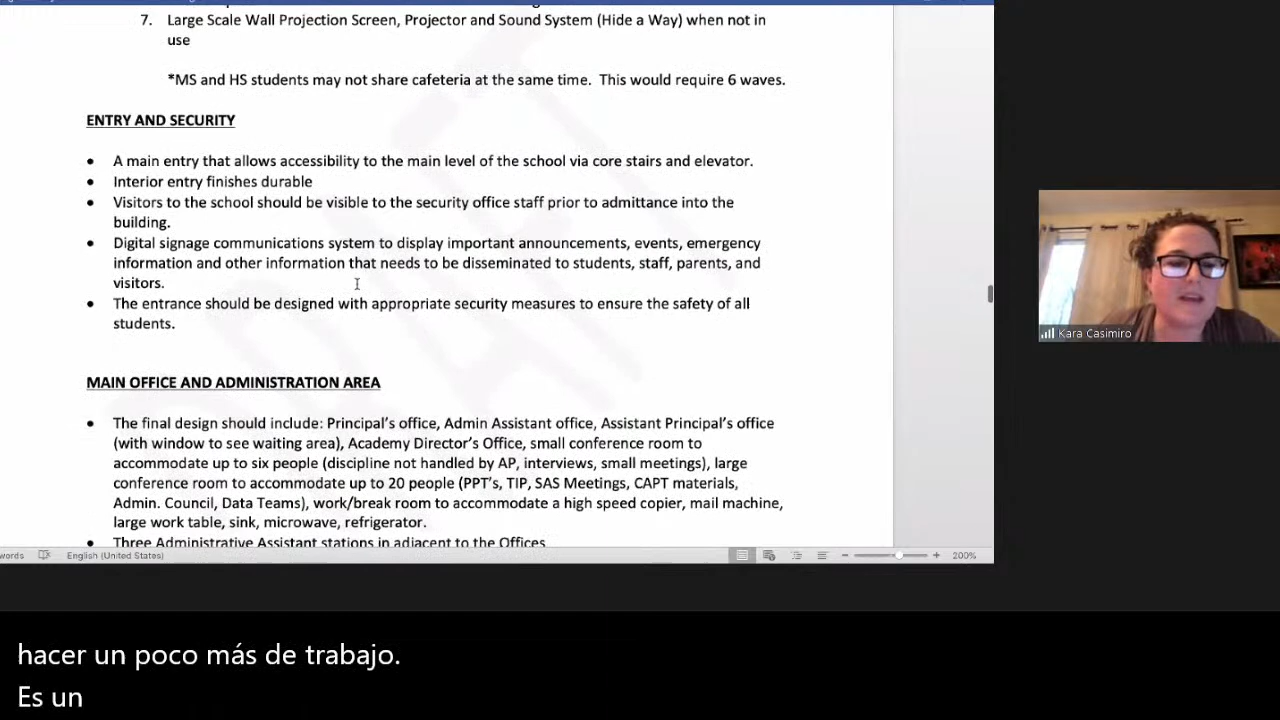 7. Large Scale Wall Projection Screen, Projector and Sound System (Hide a Way) when not in
use
*MS and HS students may not share cafeteria at the same time. This would require 6 waves.
ENTRY AND SECURITY
• A main entry that allows accessibility to the main level of the school via core stairs and elevator.
• Interior entry finishes durable
• Visitors to the school should be visible to the security office staff prior to admittance into the
building.
• Digital signage communications system to display important announcements, events, emergency
information and other information that needs to be disseminated to students, staff, parents, and
visitors.
• The entrance should be designed with appropriate security measures to ensure the safety of all
students.
MAIN OFFICE AND ADMINISTRATION AREA
• The final design should include: Principal's office, Admin Assistant office, Assistant Principal's office
(with window to see waiting area), Academy Director's Office, small conference room to
accommodate up to six people (discipline not handled by AP, interviews, small meetings), large
conference room to accommodate up to 20 people (PPT's, TIP, SAS Meetings, CAPT materials,
Admin. Council, Data Teams), work/break room to accommodate a high speed copier, mail machine,
large work table, sink, microwave, refrigerator.
• Three Administrative Assistant stations in adjacent to the Offices
words English (United States) 200%
DRAFT
Kara Casimiro
hacer un poco más de trabajo.
Es un